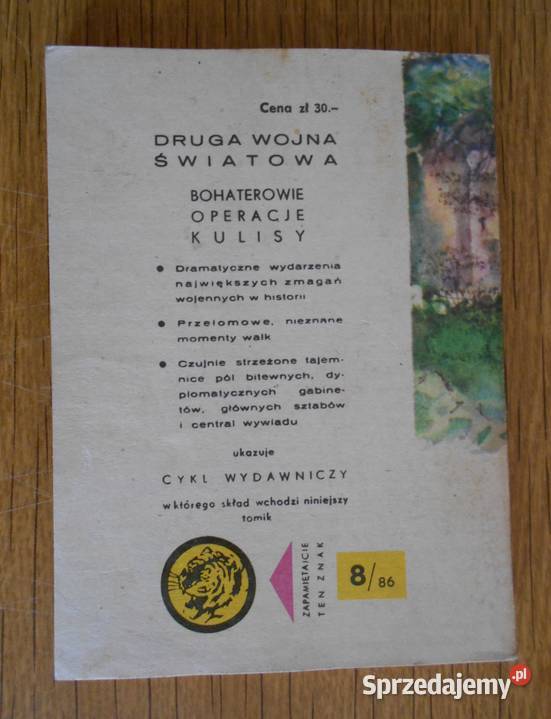 Cena zł 30.—
DRUGA WOJNA
ŚWIATOWA
BOHATEROWIE
OPERACJE
KULISY
● Dramatyczne wydarzenia
największych zmagań
wojennych w historii
● Przełomowe, nieznane
momenty walk
● Czujnie strzeżone tajem-
nice pól bitewnych, dy-
plomatycznych gabine-
tów, głównych sztabów
i central wywiadu
ukazuje
CYKL WYDAWNICZY
w którego skład wchodzi niniejszy
tomik
ZAPAMIĘTAJCIE
TEN ZNAK
8/86
Sprzedajemy.pl